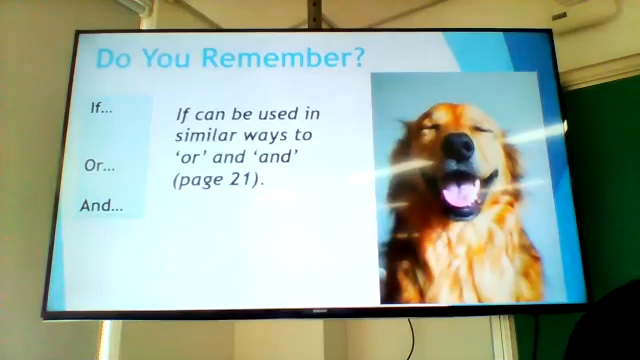 Do You Remember?
If...
Or...
And...
If can be used in
similar ways to
‘or’ and ‘and’
(page 21).